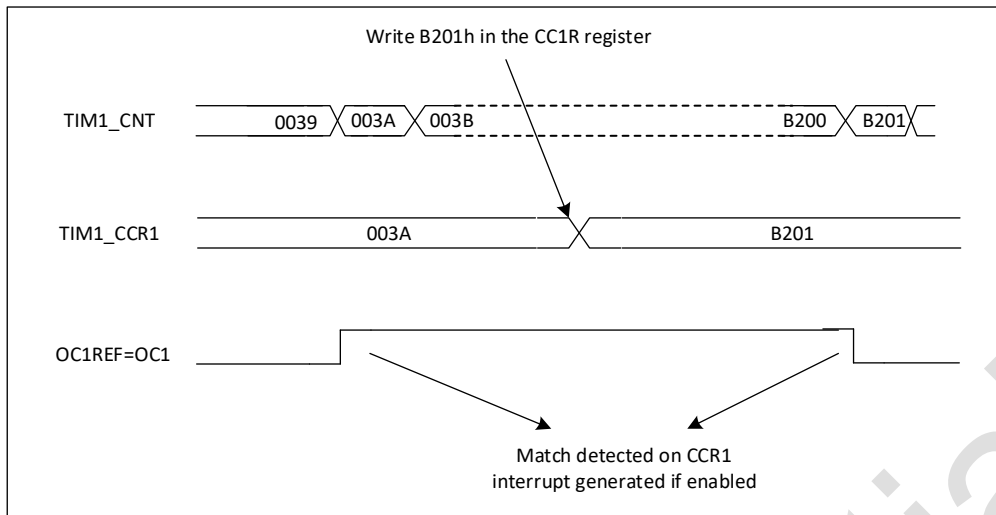 Write B201h in the CC1R register
TIM1_CNT 0039 003A 003B B200 B201
TIM1_CCR1 003A B201
OC1REF=OC1
Match detected on CCR1
interrupt generated if enabled